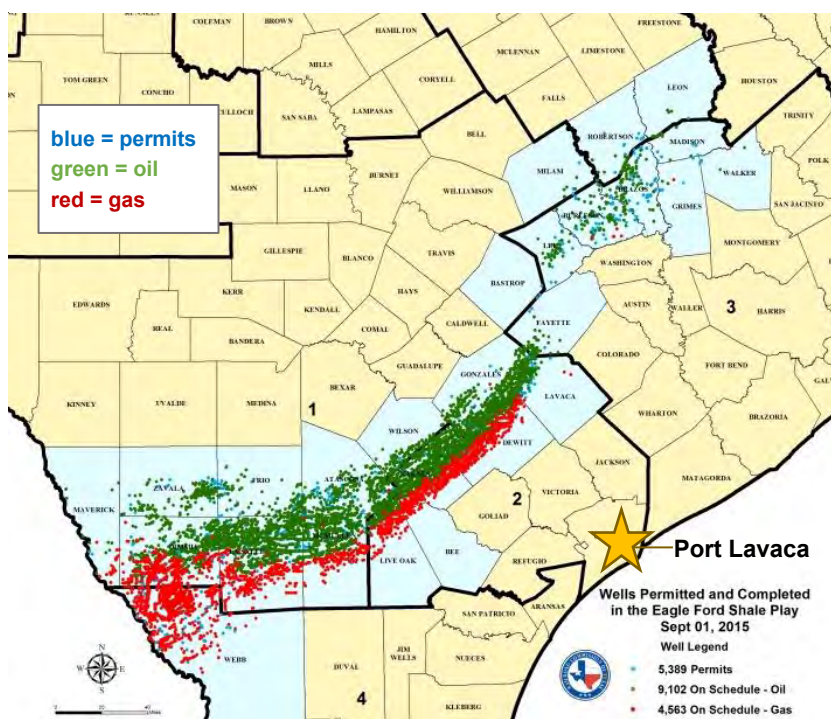 COLEMAN
BROWN
HAMILTON
FREESTONE
MCLENNAN
LIMESTONE
MILLS
CORYELL
LEON
HOUSTON
TOM GREEN
CONCHO
SAN SABA
LAMPASAS
FALLS
TRINITY
BELL
ROBERTSON
MADISON
POLK
blue = permits
green = oil
red = gas
MILAM
WALKER
MASON
LLANO
BURNET
WILLIAMSON
GRIMES
SAN JACINTO
MONTGOMERY
GILLESPIE
BLANCO
TRAVIS
WASHINGTON
BASTROP
EDWARDS
KERR
HAYS
AUSTIN
WALLER
3
HARRIS
REAL
KENDALL
COMAL
CALDWELL
FAYETTE
BANDERA
COLORADO
FORT BEND
GUADALUPE
GONZALES
BEXAR
KINNEY
UVALDE
MEDINA
1
LAVACA
WHARTON
BRAZORIA
WILSON
DEWITT
JACKSON
MATAGORDA
MAVERICK
ZAVALA
FRIO
VICTORIA
2
GOLIAD
LIVE OAK
BEE
REFUGIO
Port Lavaca
ARANSAS
SAN PATRICIO
Wells Permitted and Completed
in the Eagle Ford Shale Play
Sept 01, 2015
Well Legend
5,389 Permits
9,102 On Schedule - Oil
4,563 On Schedule - Gas
WEBB
DUVAL
JIM
WELLS
NUECES
KLEBERG
4
N
W
E
S